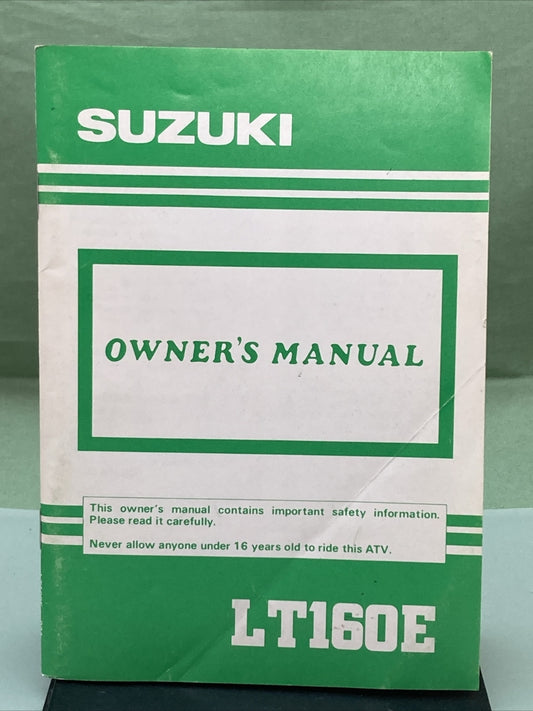 SUZUKI
OWNER'S MANUAL
This owner's manual contains important safety information.
Please read it carefully.
Never allow anyone under 16 years old to ride this ATV.
LT160E